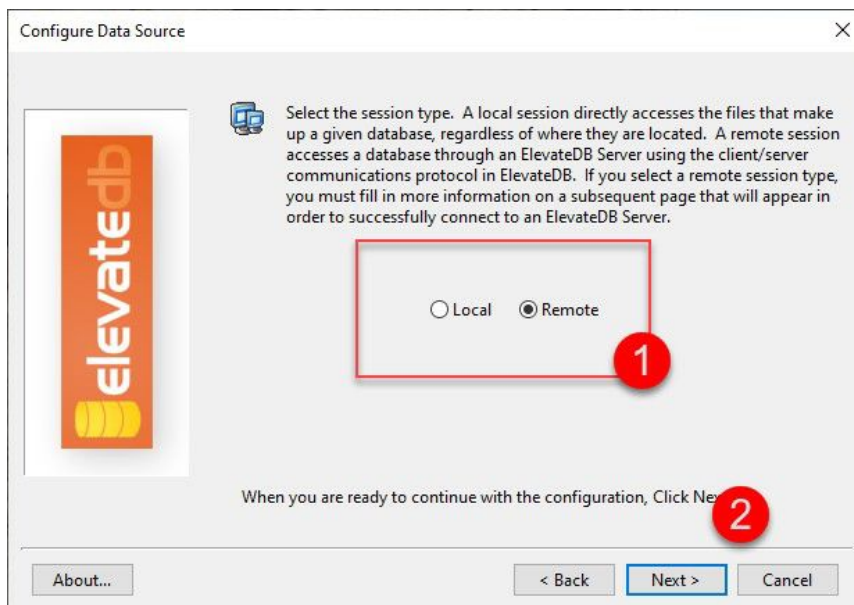 Configure Data Source
Select the session type. A local session directly accesses the files that make
up a given database, regardless of where they are located. A remote session
accesses a database through an ElevateDB Server using the client/server
communications protocol in ElevateDB. If you select a remote session type,
you must fill in more information on a subsequent page that will appear in
order to successfully connect to an ElevateDB Server.
elevatedb
Local Remote
1
When you are ready to continue with the configuration, Click
2
About... < Back Next > Cancel